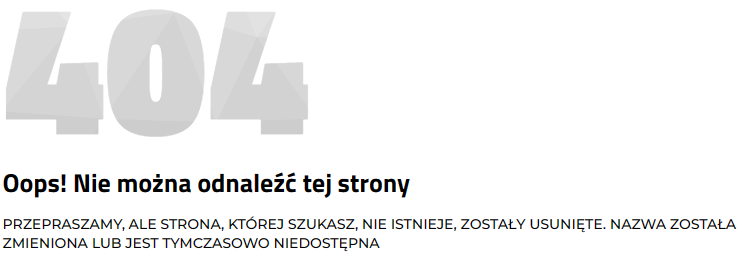 404
Oops! Nie można odnaleźć tej strony
PRZEPRASZAMY, ALE STRONA, KTÓREJ SZUKASZ, NIE ISTNIEJE, ZOSTAŁY USUNIĘTE. NAZWA ZOSTAŁA
ZMIENIONA LUB JEST TYMCZASOWO NIEDOSTĘPNA